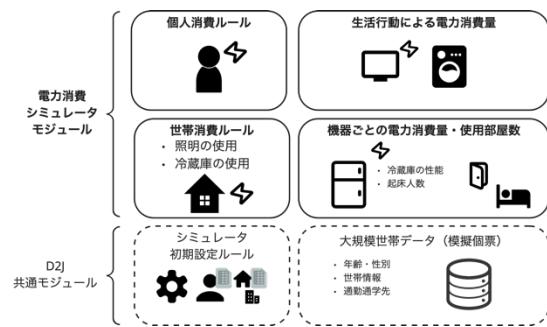 個人消費ルール
生活行動による電力消費量
電力消費
シミュレータ
モジュール
世帯消費ルール
・ 照明の使用
・ 冷蔵庫の使用
機器ごとの電力消費量・使用部屋数
・ 冷蔵庫の性能
・ 起床人数
D2J
共通モジュール
シミュレータ
初期設定ルール
大規模世帯データ（模擬個票）
・ 年齢・性別
・ 世帯情報
・ 通勤通学先